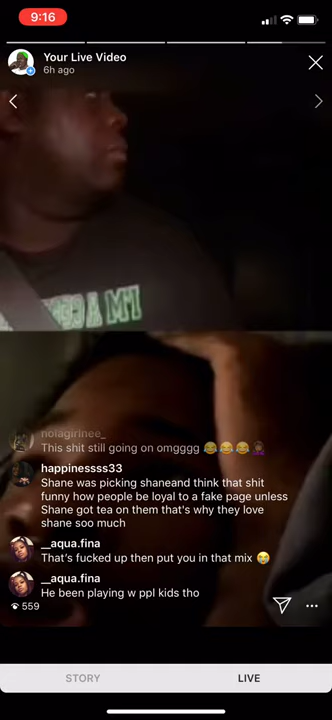 9:16
Your Live Video
6h ago
I'M A CE
nolagirlnee_
This shit still going on omgggg 😂😂😂🤦🏾‍♀️
happinessss33
Shane was picking shaneand think that shit
funny how people be loyal to a fake page unless
Shane got tea on them that's why they love
shane soo much
__aqua.fina
That's fucked up then put you in that mix 😭
__aqua.fina
He been playing w ppl kids tho
559
STORY
LIVE